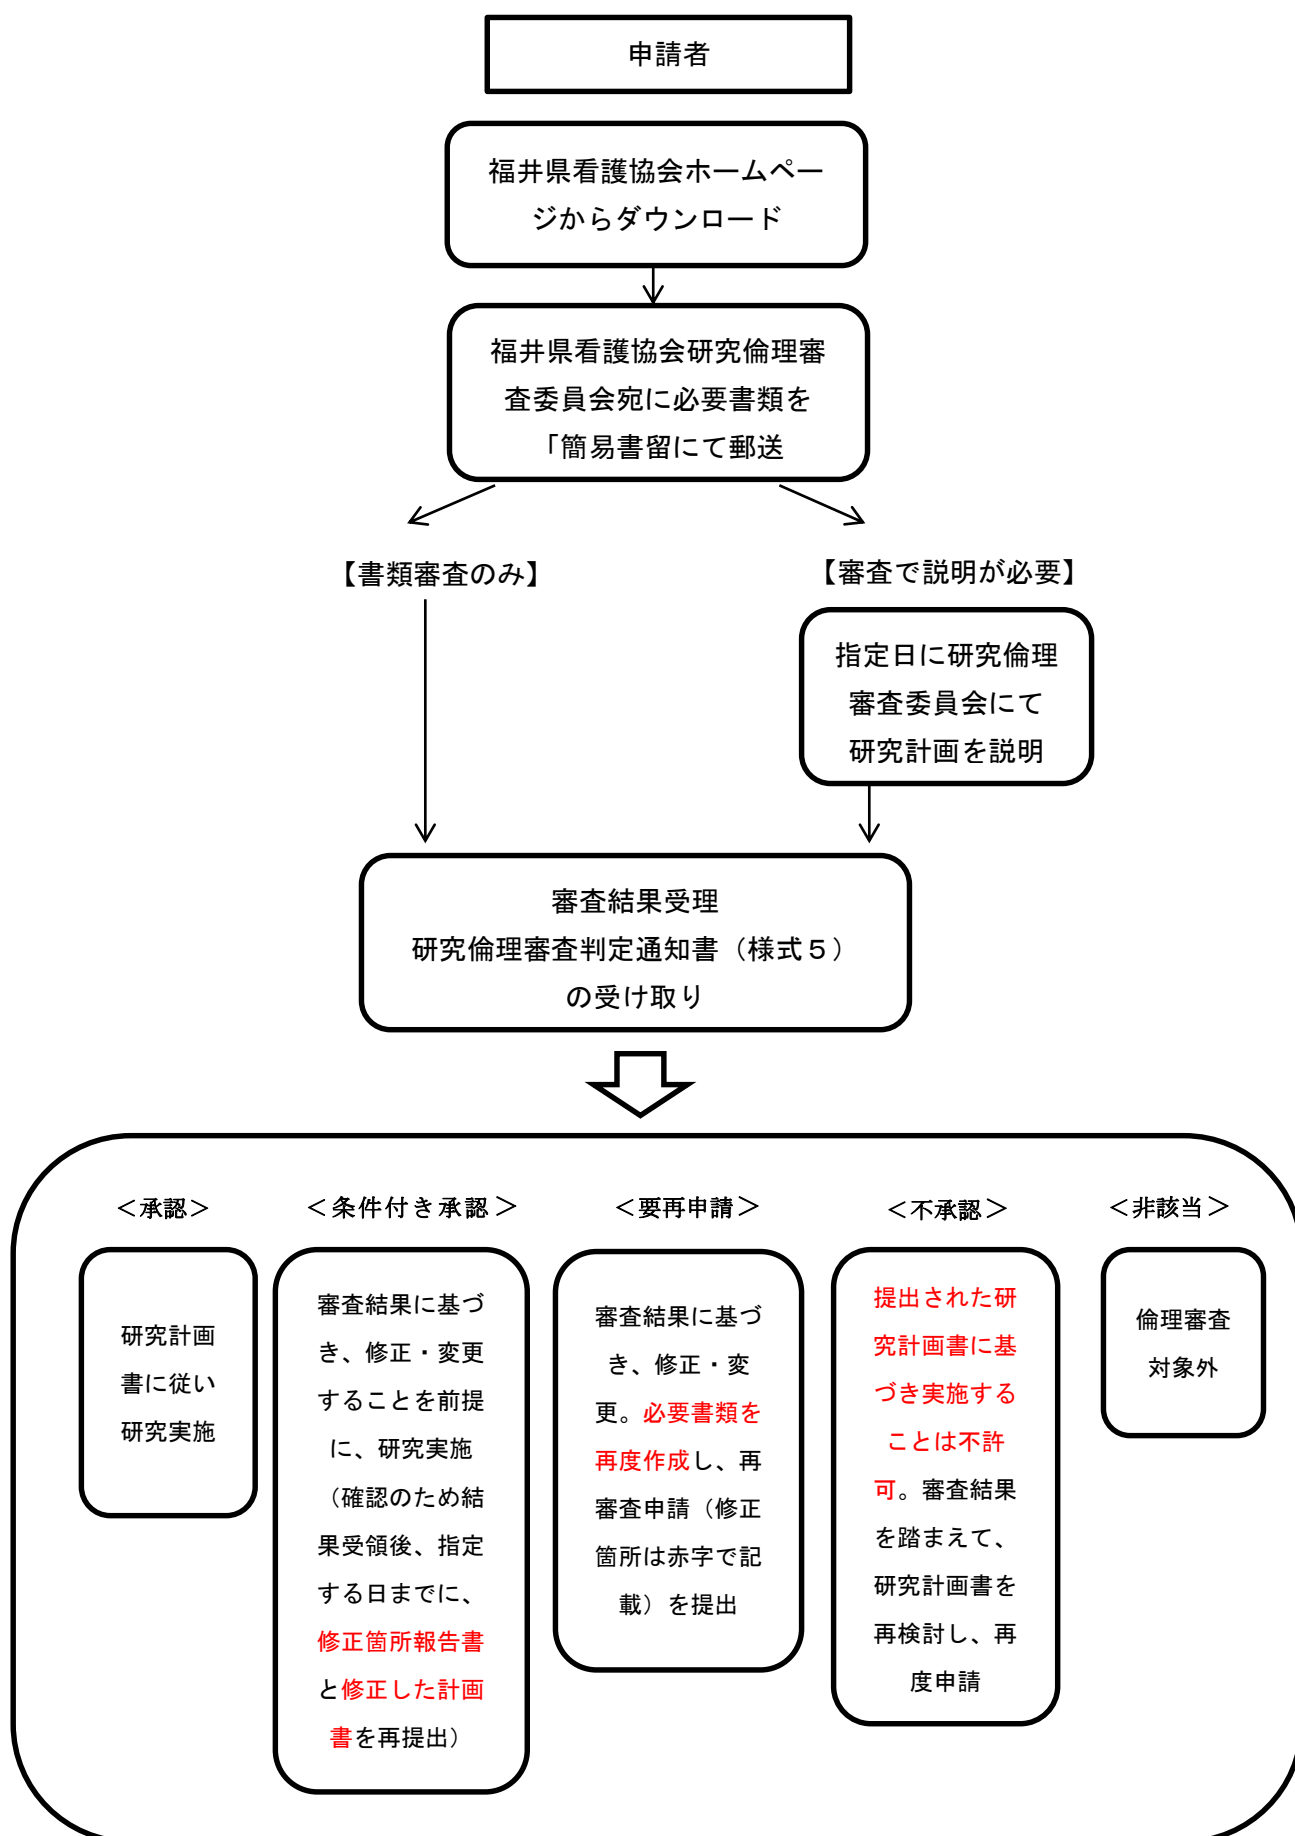 申請者
福井県看護協会ホームペー
ジからダウンロード
福井県看護協会研究倫理審
査委員会宛に必要書類を
「簡易書留にて郵送
【書類審査のみ】
【審査で説明が必要】
指定日に研究倫理
審査委員会にて
研究計画を説明
審査結果受理
研究倫理審査判定通知書（様式５）
の受け取り
＜承認＞
研究計画
書に従い
研究実施
＜条件付き承認＞
審査結果に基づ
き、修正・変更
することを前提
に、研究実施
（確認のため結
果受領後、指定
する日までに、
修正箇所報告書
と修正した計画
書を再提出）
＜要再申請＞
審査結果に基づ
き、修正・変
更。必要書類を
再度作成し、再
審査申請（修正
箇所は赤字で記
載）を提出
＜不承認＞
提出された研
究計画書に基
づき実施する
ことは不許
可。審査結果
を踏まえて、
研究計画書を
再検討し、再
度申請
＜非該当＞
倫理審査
対象外